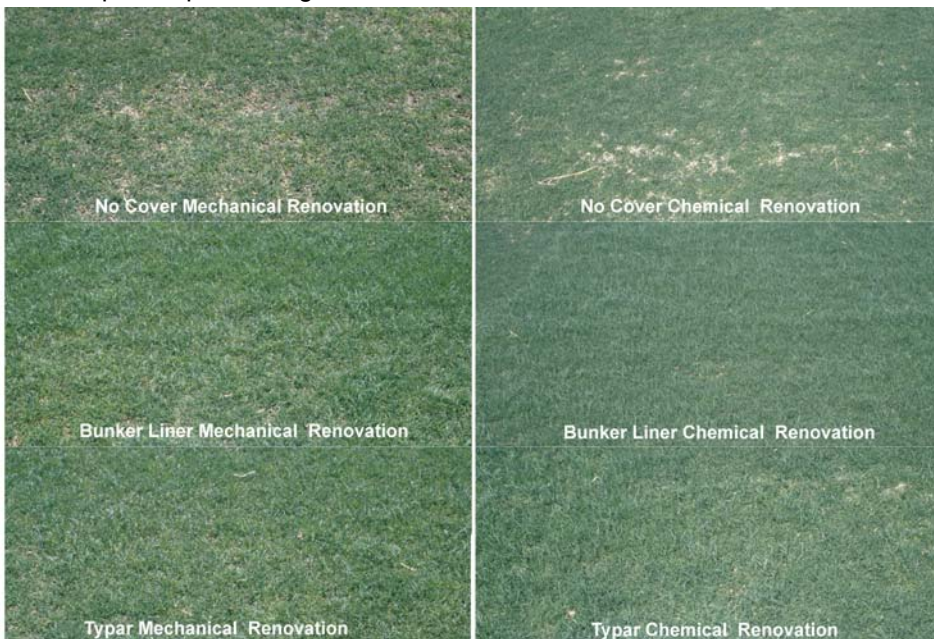 No Cover Mechanical Renovation
No Cover Chemical Renovation
Bunker Liner Mechanical Renovation
Bunker Liner Chemical Renovation
Typar Mechanical Renovation
Typar Chemical Renovation